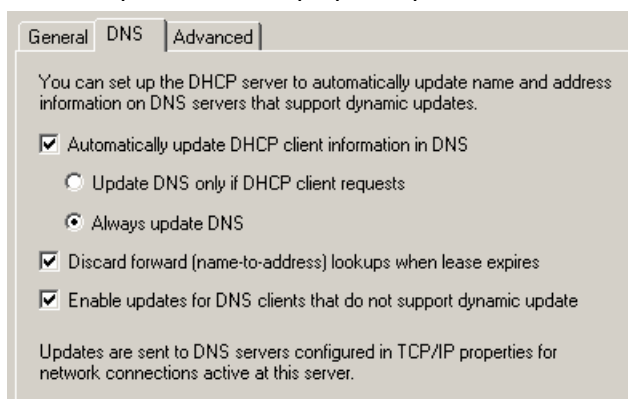 General DNS Advanced
You can set up the DHCP server to automatically update name and address
information on DNS servers that support dynamic updates.
Automatically update DHCP client information in DNS
Update DNS only if DHCP client requests
Always update DNS
Discard forward (name-to-address) lookups when lease expires
Enable updates for DNS clients that do not support dynamic update
Updates are sent to DNS servers configured in TCP/IP properties for
network connections active at this server.